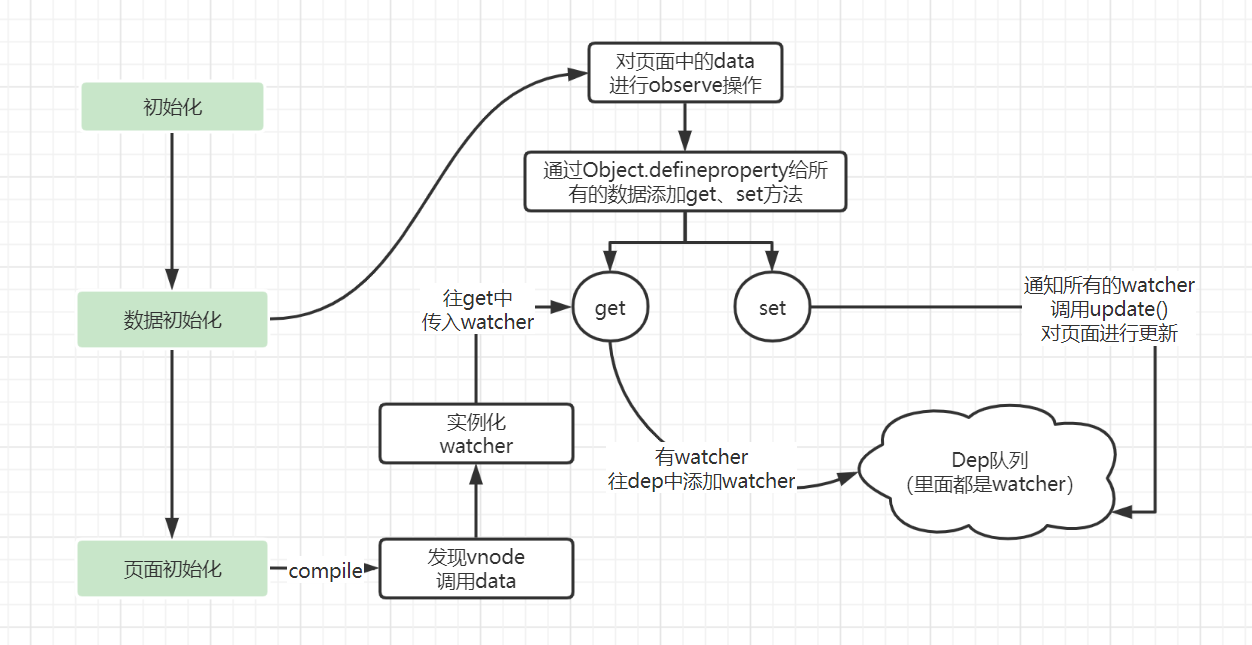 对页面中的data
进行observe操作
初始化
通过Object.defineproperty给所
有的数据添加get、set方法
往get中
传入watcher
get
set
通知所有的watcher
调用update()
对页面进行更新
数据初始化
实例化
watcher
有watcher
往dep中添加watcher
Dep队列
（里面都是watcher）
页面初始化
compile
发现vnode
调用data